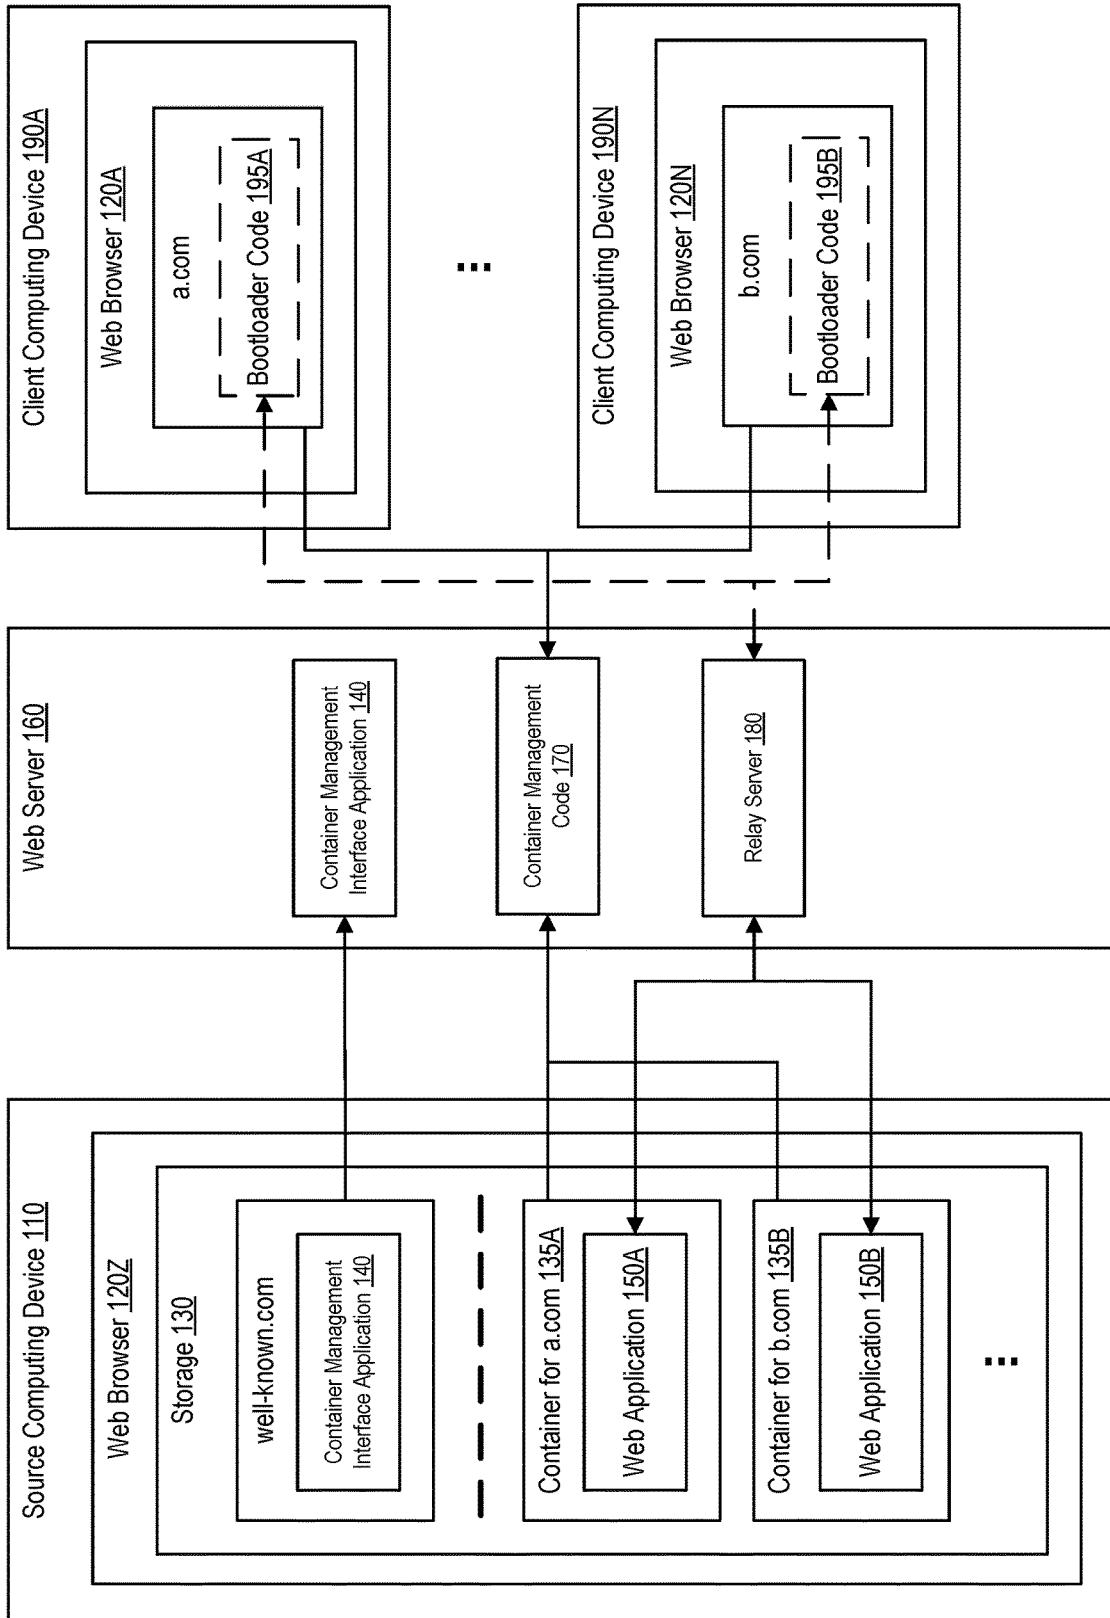 Source Computing Device 110
Web Browser 120Z
Storage 130
well-known.com
Container Management
Interface Application 140
Container for a.com 135A
Web Application 150A
Container for b.com 135B
Web Application 150B
...
Web Server 160
Container Management
Interface Application 140
Container Management
Code 170
Relay Server 180
Client Computing Device 190A
Web Browser 120A
a.com
Bootloader Code 195A
...
Client Computing Device 190N
Web Browser 120N
b.com
Bootloader Code 195B